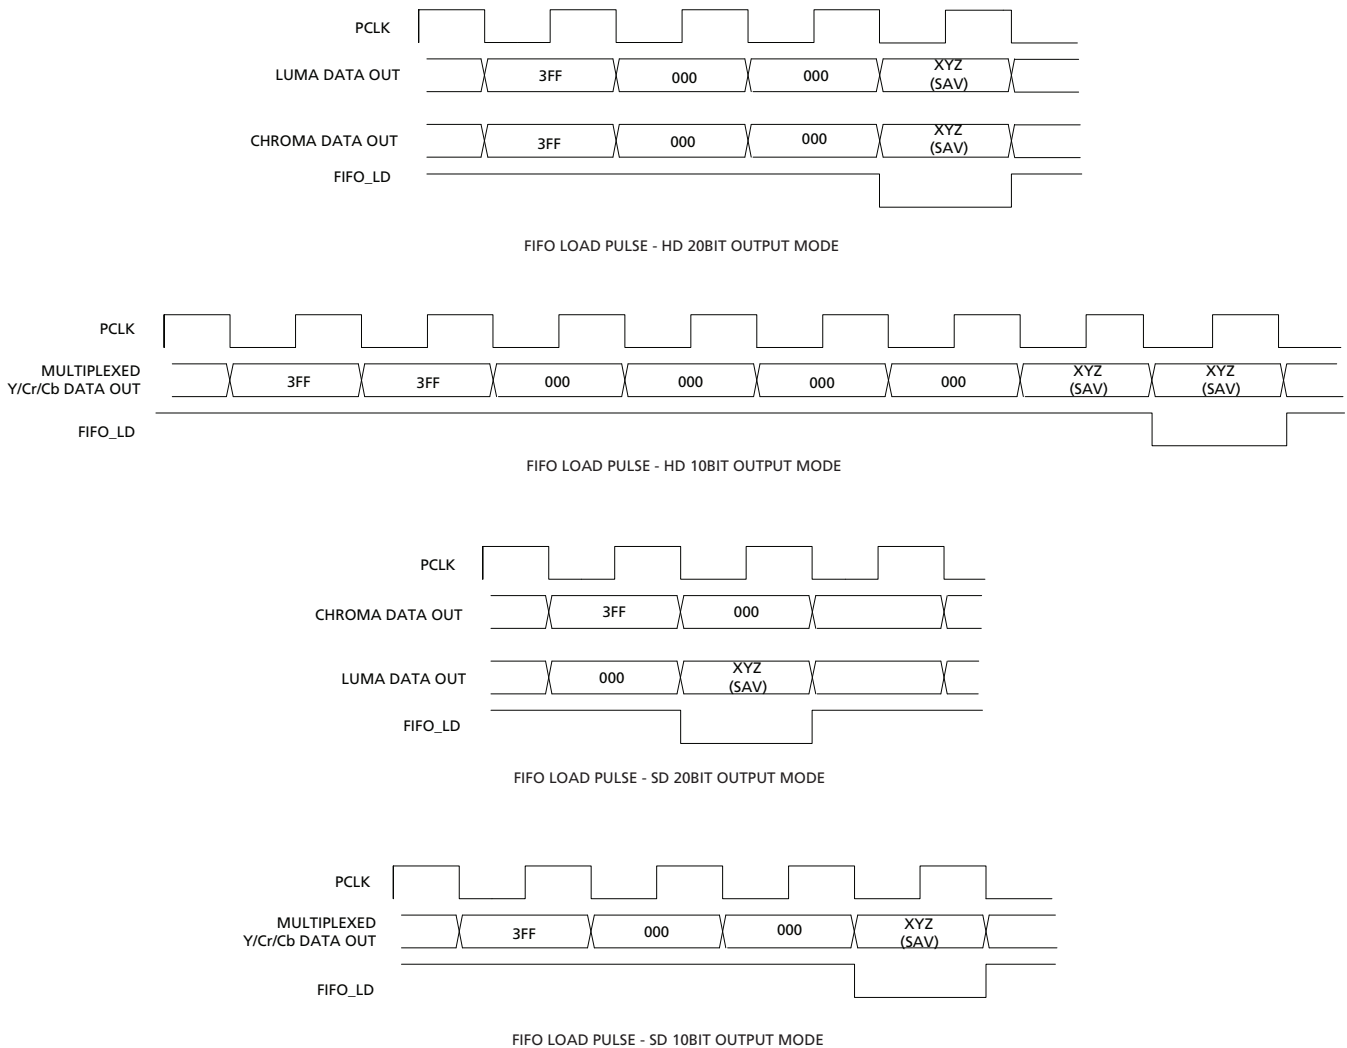 PCLK
LUMA DATA OUT 3FF 000 000 XYZ
(SAV)
CHROMA DATA OUT 3FF 000 000 XYZ
(SAV)
FIFO_LD
FIFO LOAD PULSE - HD 20BIT OUTPUT MODE
PCLK
MULTIPLEXED
Y/Cr/Cb DATA OUT 3FF 3FF 000 000 000 000 XYZ
(SAV) XYZ
(SAV)
FIFO_LD
FIFO LOAD PULSE - HD 10BIT OUTPUT MODE
PCLK
CHROMA DATA OUT 3FF 000
LUMA DATA OUT 000 XYZ
(SAV)
FIFO_LD
FIFO LOAD PULSE - SD 20BIT OUTPUT MODE
PCLK
MULTIPLEXED
Y/Cr/Cb DATA OUT 3FF 000 000 XYZ
(SAV)
FIFO_LD
FIFO LOAD PULSE - SD 10BIT OUTPUT MODE